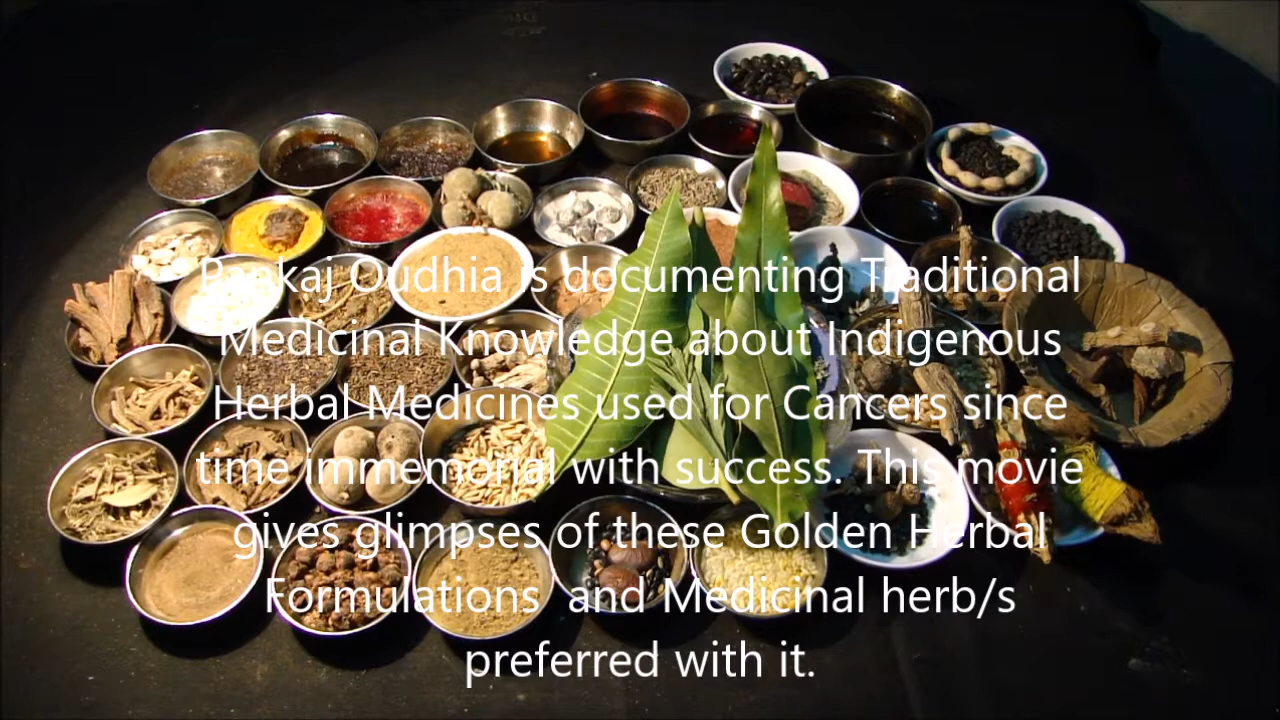 Pankaj Oudhia is documenting Traditional
Medicinal Knowledge about Indigenous
Herbal Medicines used for Cancers since
time immemorial with success. This movie
gives glimpses of these Golden Herbal
Formulations  and Medicinal herb/s
preferred with it.